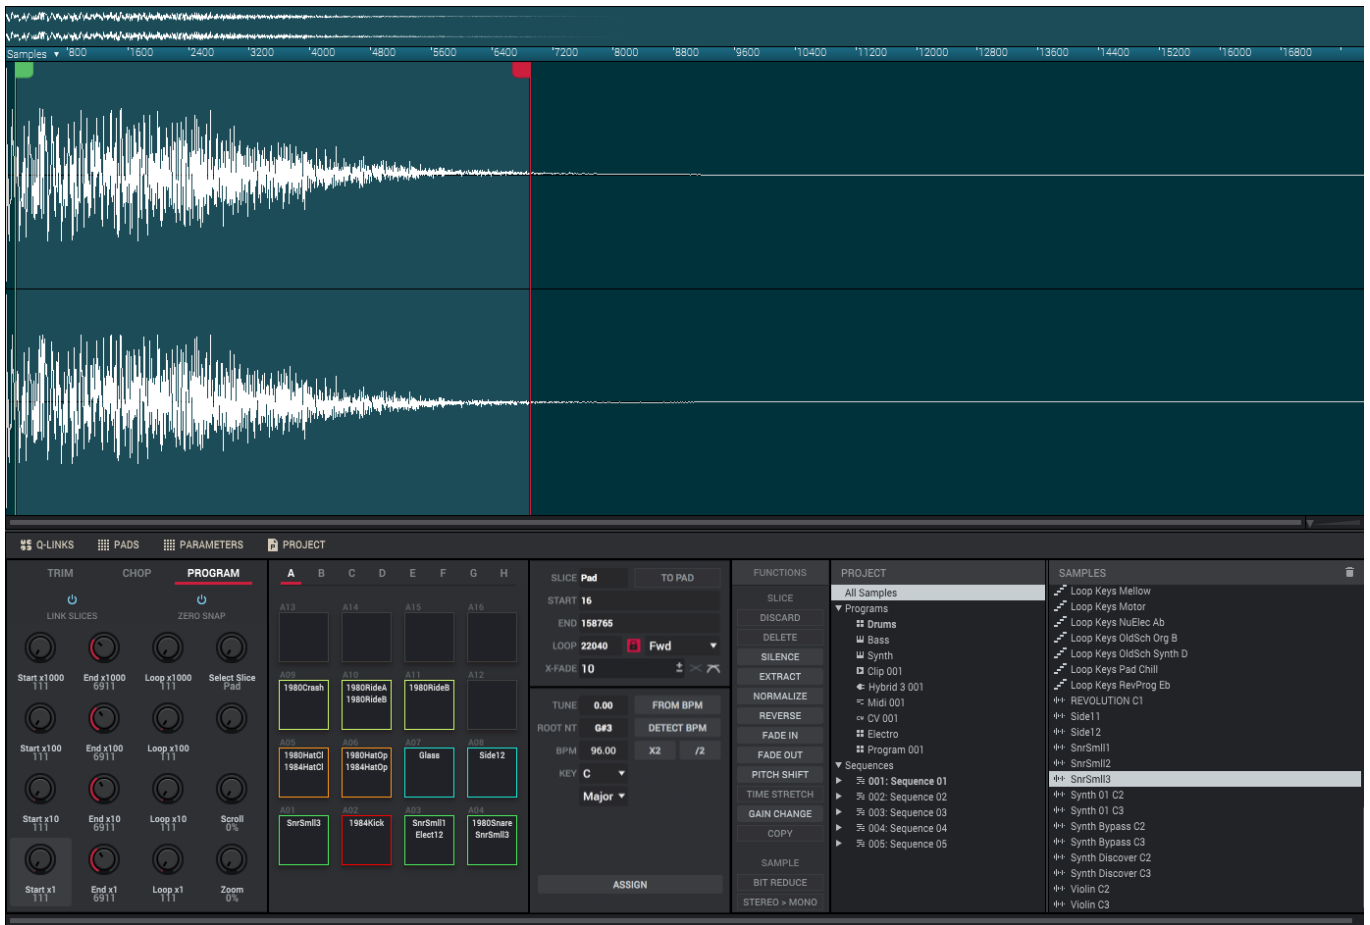 Samples ▾ '800 '1600 '2400 '3200 '4000 '4800 '5600 '6400 '7200 '8000 '8800 '9600 '10400 '11200 '12000 '12800 '13600 '14400 '15200 '16000 '16800
Q-LINKS PADS PARAMETERS PROJECT
TRIM CHOP PROGRAM
LINK SLICES ZERO SNAP
Start x1000 End x1000 Loop x1000 Select Slice
111 6911 111 Pad
Start x100 End x100 Loop x100
111 6911 111
Start x10 End x10 Loop x10 Scroll
111 6911 111 0%
Start x1 End x1 Loop x1 Zoom
111 6911 111 0%
A B C D E F G H
A13 A14 A15 A16
A09 A10 A11 A12
1980Crash 1980RideA 1980RideB
1980RideB
A05 A06 A07 A08
1980HatCl 1980HatOp Glass Side12
1984HatCl 1984HatOp
A01 A02 A03 A04
SnrSmll3 1984Kick SnrSmll1 1980Snare
Elect12 SnrSmll3
SLICE Pad TO PAD
START 16
END 158765
LOOP 22040 Fwd
X-FADE 10
TUNE 0.00 FROM BPM
ROOT NT G#3 DETECT BPM
BPM 96.00 X2 /2
KEY C
Major
ASSIGN
FUNCTIONS
SLICE
DISCARD
DELETE
SILENCE
EXTRACT
NORMALIZE
REVERSE
FADE IN
FADE OUT
PITCH SHIFT
TIME STRETCH
GAIN CHANGE
COPY
SAMPLE
BIT REDUCE
STEREO > MONO
PROJECT
All Samples
Programs
Drums
Bass
Synth
Clip 001
Hybrid 3 001
Midi 001
CV 001
Electro
Program 001
Sequences
001: Sequence 01
002: Sequence 02
003: Sequence 03
004: Sequence 04
005: Sequence 05
SAMPLES
Loop Keys Mellow
Loop Keys Motor
Loop Keys NuElec Ab
Loop Keys OldSch Org B
Loop Keys OldSch Synth D
Loop Keys Pad Chill
Loop Keys RevProg Eb
REVOLUTION C1
Side11
Side12
SnrSmll1
SnrSmll2
SnrSmll3
Synth 01 C2
Synth 01 C3
Synth Bypass C2
Synth Bypass C3
Synth Discover C2
Synth Discover C3
Violin C2
Violin C3